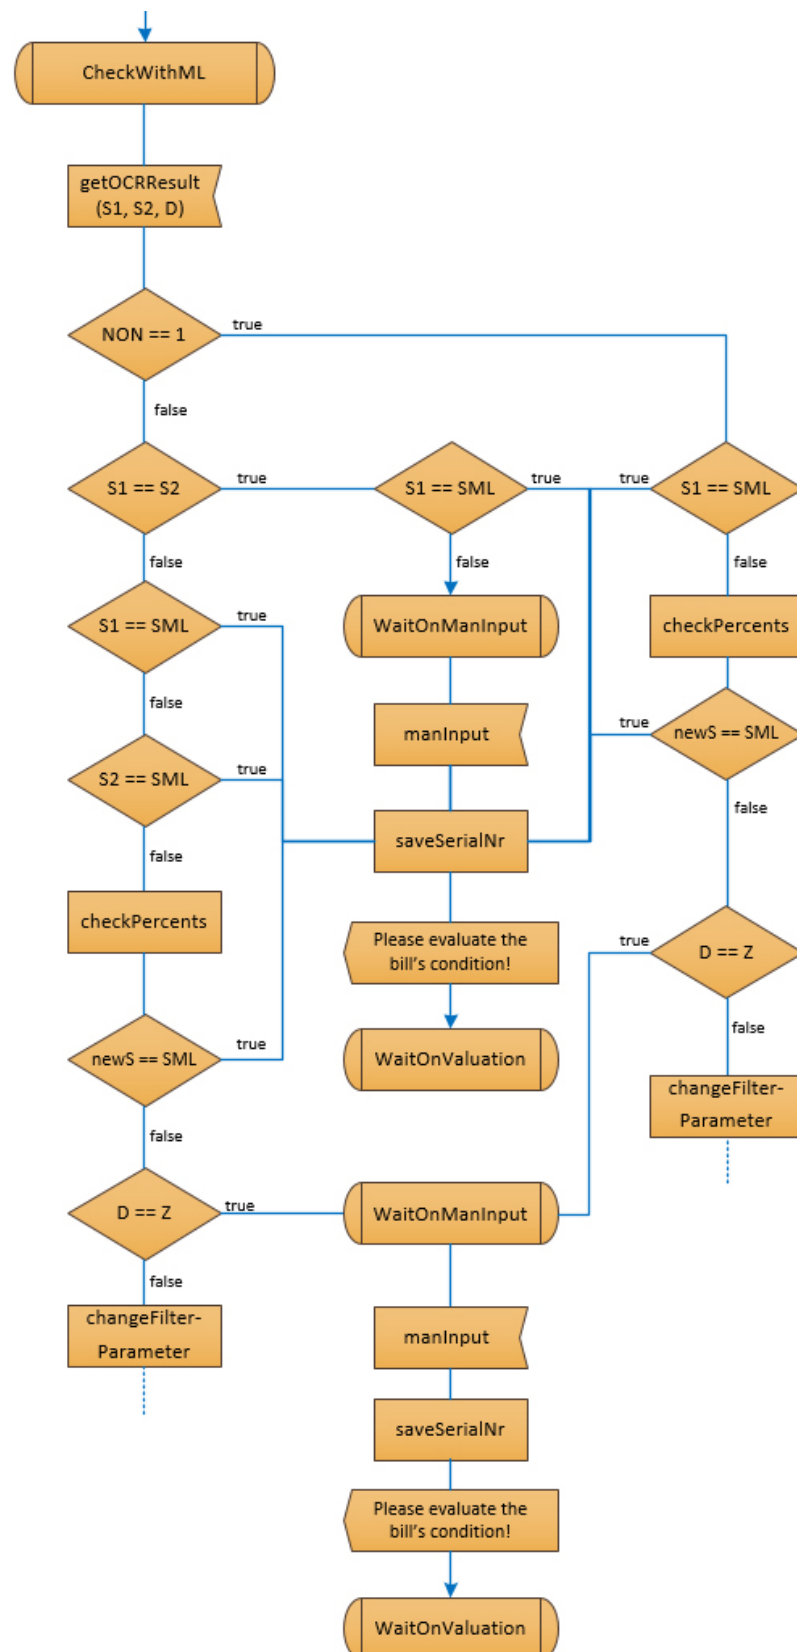 CheckWithML
getOCRResult
(S1, S2, D)
NON == 1
true
false
S1 == S2
true
S1 == SML
true
true
S1 == SML
false
false
false
S1 == SML
true
WaitOnManInput
checkPercents
false
manInput
true
newS == SML
S2 == SML
true
false
false
saveSerialNr
checkPercents
Please evaluate the
bill's condition!
true
D == Z
false
newS == SML
true
WaitOnValuation
changeFilter-
Parameter
false
D == Z
true
WaitOnManInput
false
changeFilter-
Parameter
manInput
saveSerialNr
Please evaluate the
bill's condition!
WaitOnValuation